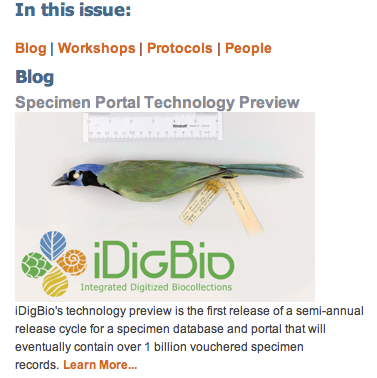 In this issue:
Blog | Workshops | Protocols | People
Blog
Specimen Portal Technology Preview
iDigBio
Integrated Digitized Biocollections
iDigBio's technology preview is the first release of a semi-annual
release cycle for a specimen database and portal that will
eventually contain over 1 billion vouchered specimen
records. Learn More...